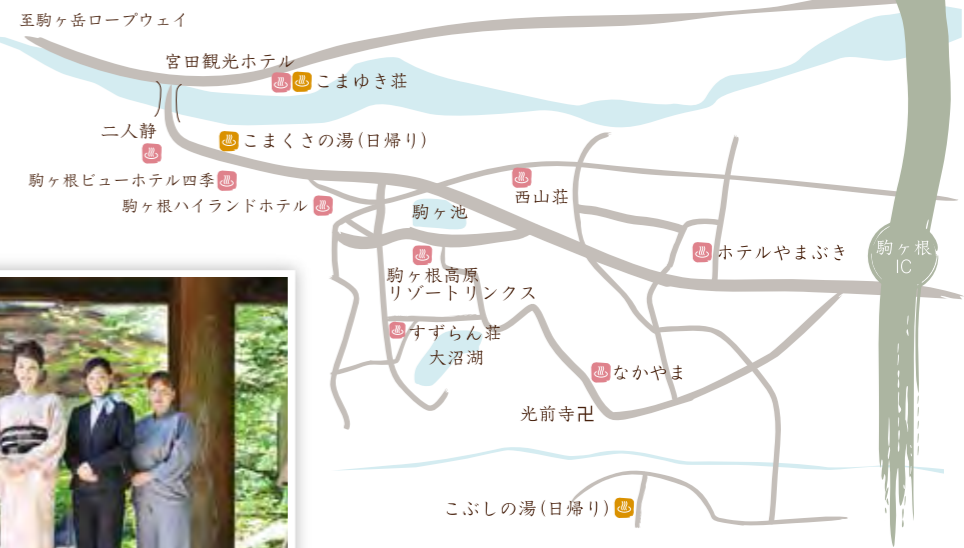 至駒ヶ岳ロープウェイ
宮田観光ホテル
こまゆき荘
二人静
こまくさの湯(日帰り)
駒ヶ根ビューホテル四季
西山荘
駒ヶ根ハイランドホテル
駒ヶ池
ホテルやまぶき
駒ヶ根
IC
駒ヶ根高原
リゾートリンクス
すずらん荘
大沼湖
なかやま
光前寺卍
こぶしの湯(日帰り)